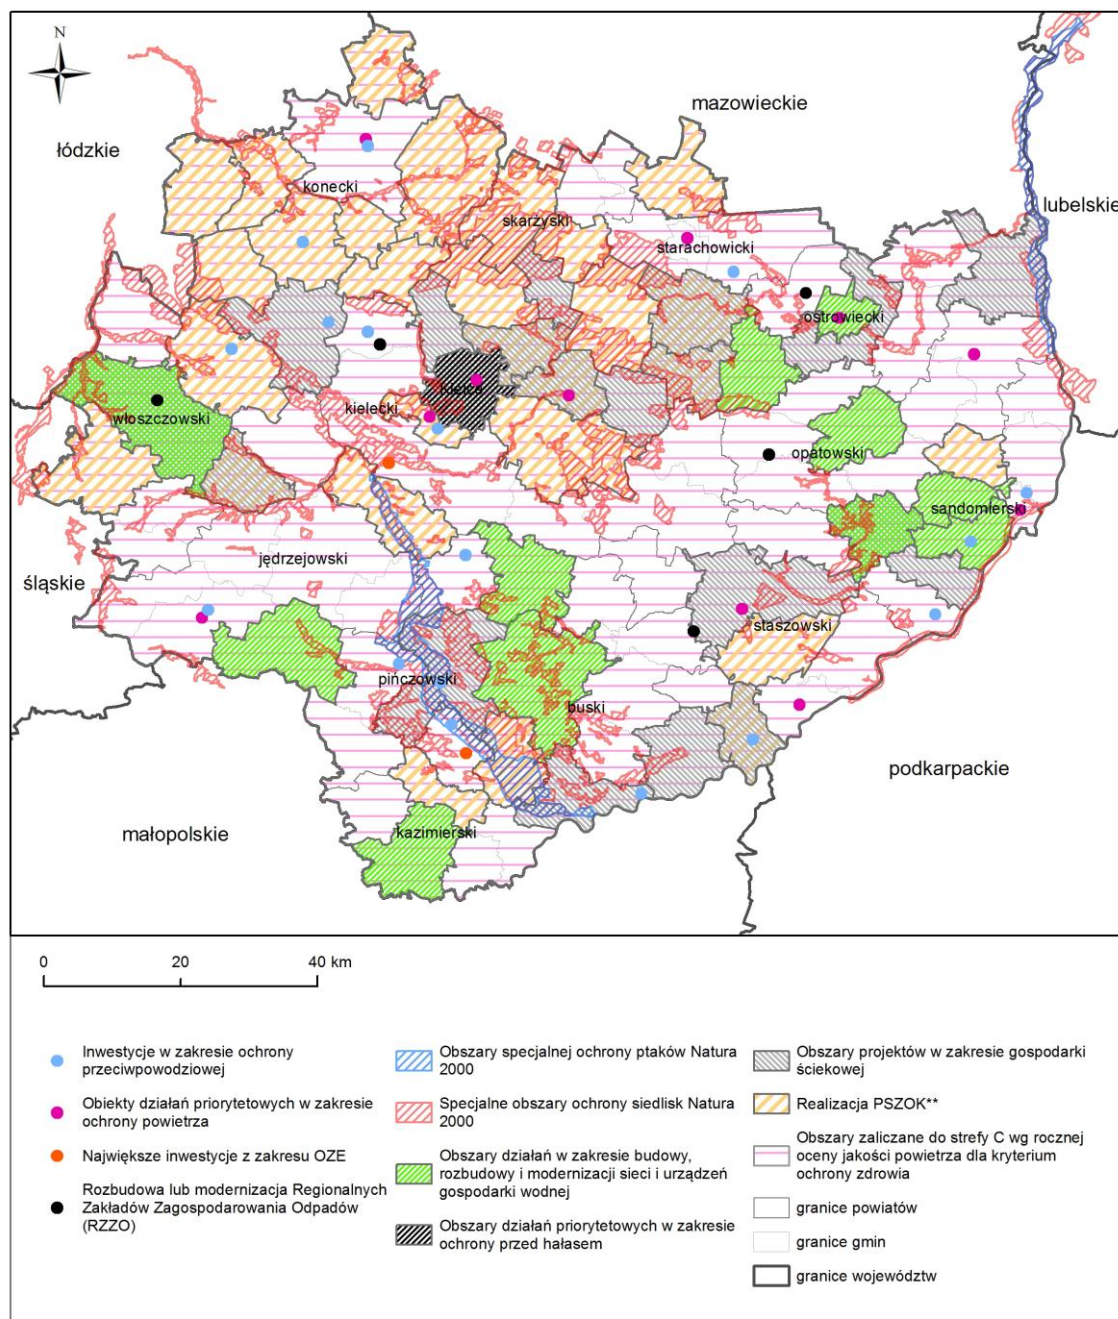 N
mazowieckie
łódzkie
konecki
lubelskie
skarżyski
starachowicki
ostrowiecki
kielce
kielecki
włoszczowski
opatowski
sandomierski
jędrzejowski
śląskie
staszowski
pińczowski
buski
podkarpackie
małopolskie
kazimierski
0 20 40 km
Inwestycje w zakresie ochrony
przeciwpowodziowej
Obiekty działań priorytetowych w zakresie
ochrony powietrza
Największe inwestycje z zakresu OZE
Rozbudowa lub modernizacja Regionalnych
Zakładów Zagospodarowania Odpadów
(RZZO)
Obszary specjalnej ochrony ptaków Natura
2000
Specjalne obszary ochrony siedlisk Natura
2000
Obszary działań w zakresie budowy,
rozbudowy i modernizacji sieci i urządzeń
gospodarki wodnej
Obszary działań priorytetowych w zakresie
ochrony przed hałasem
Obszary projektów w zakresie gospodarki
ściekowej
Realizacja PSZOK**
Obszary zaliczane do strefy C wg rocznej
oceny jakości powietrza dla kryterium
ochrony zdrowia
granice powiatów
granice gmin
granice województw